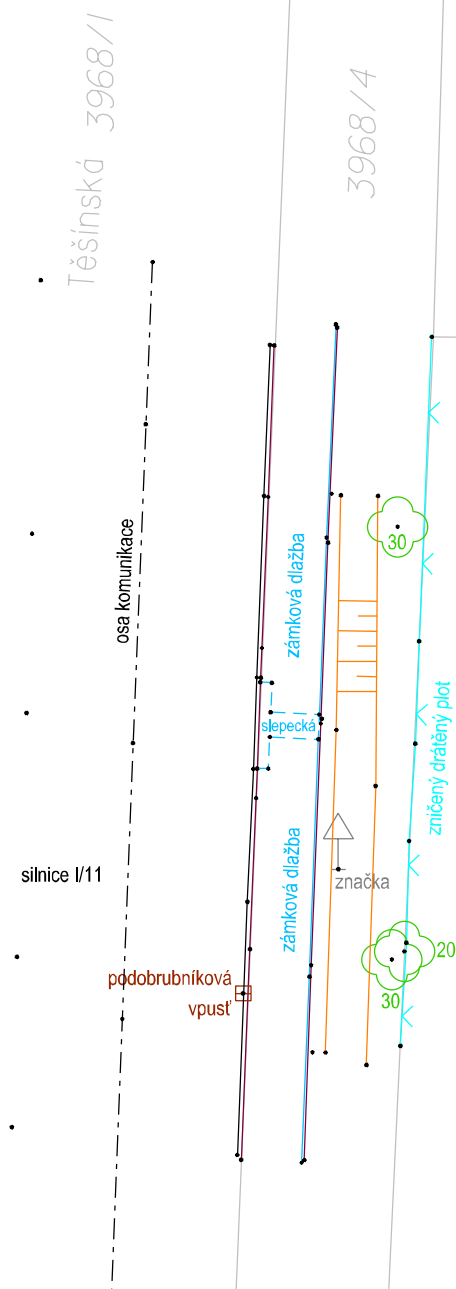 Těšínská 3968/1
3968/4
osa komunikace
zámková dlažba
30
slepecká
zničený drátěný plot
zámková dlažba
silnice I/11
značka
20
30
podobrubníková
vpusť